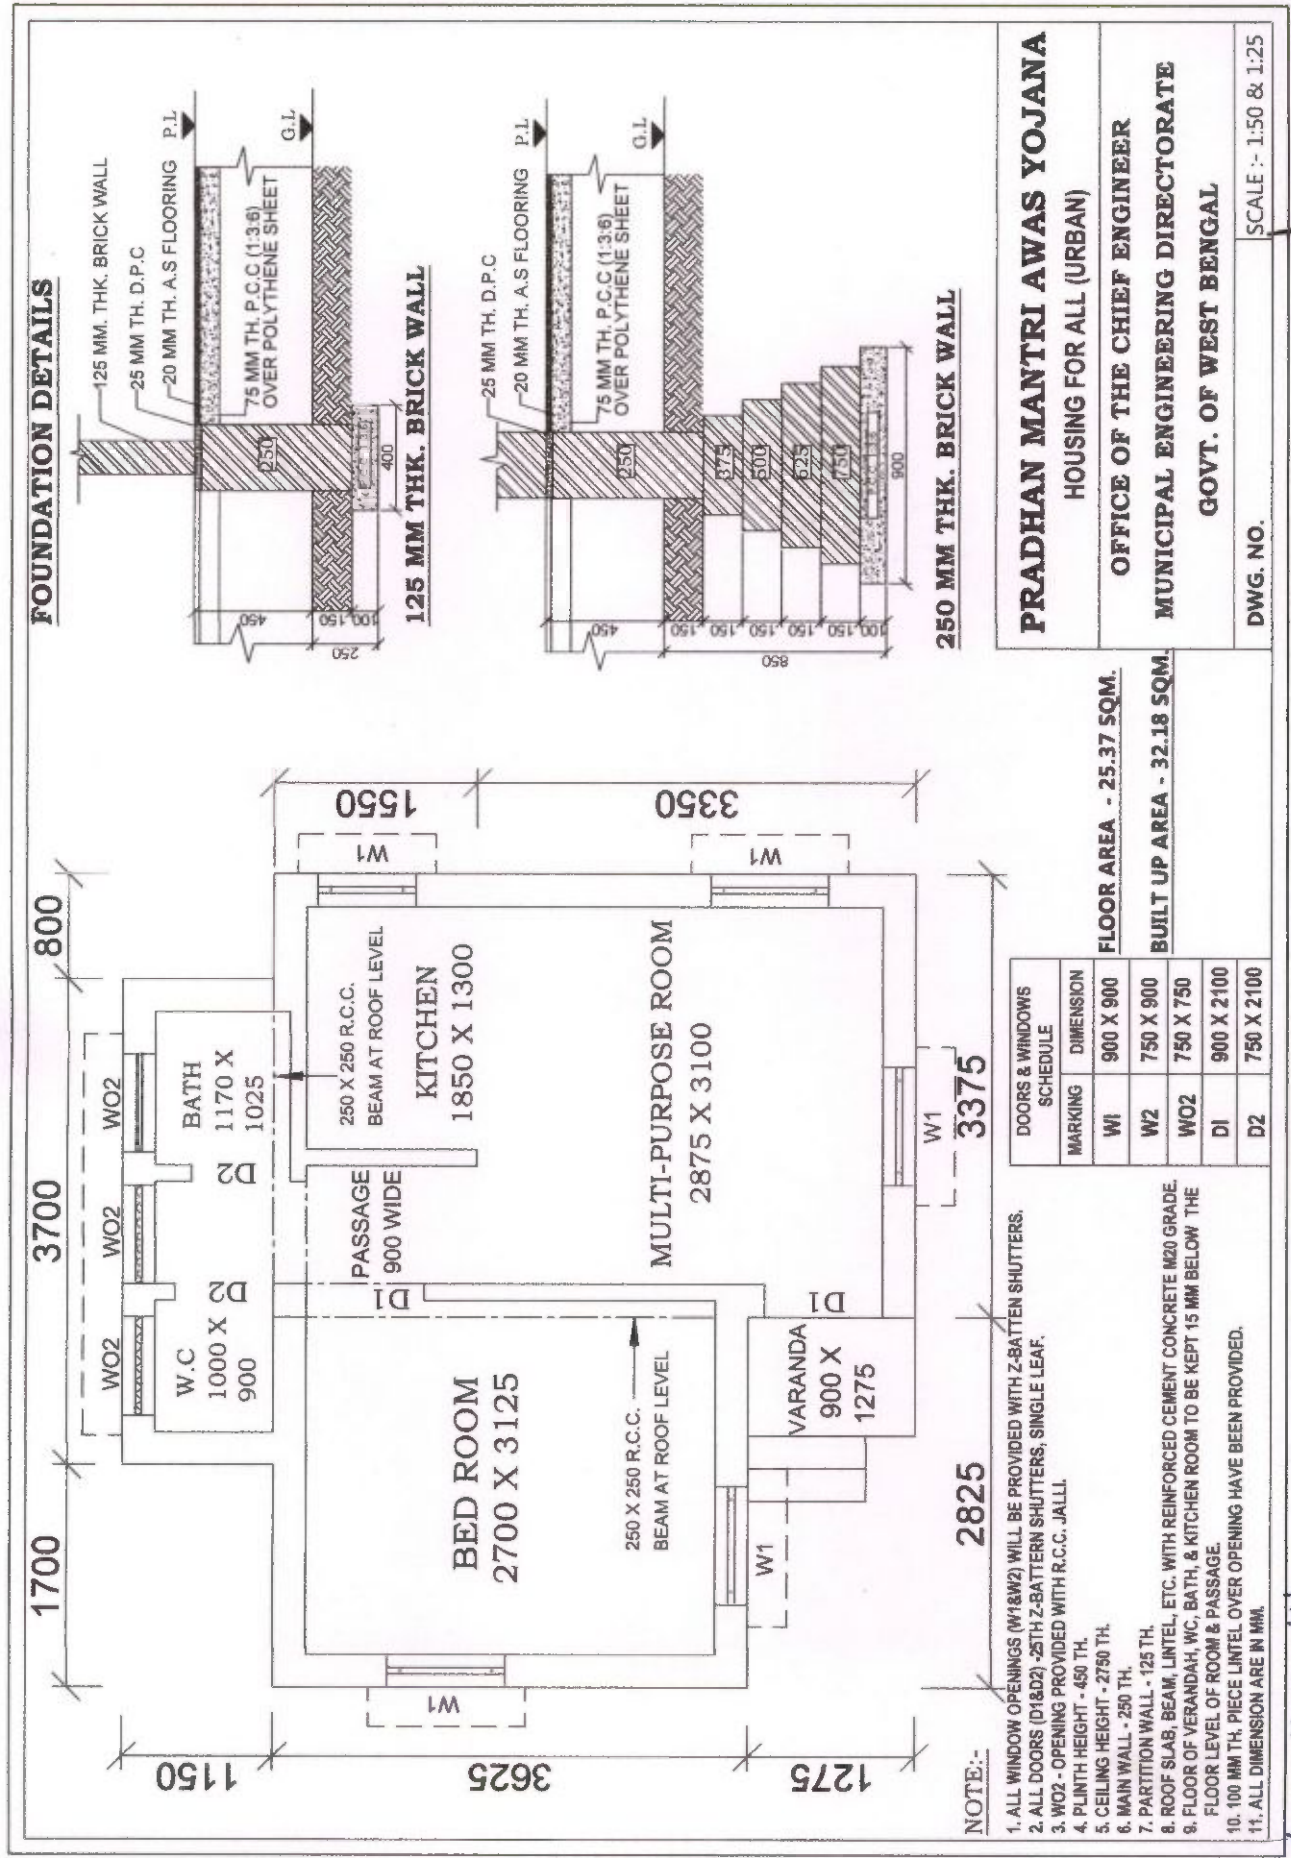 FOUNDATION DETAILS
125 MM. THK. BRICK WALL
25 MM TH. D.P.C
20 MM TH. A.S FLOORING
P.L
G.L
75 MM TH. P.C.C (1:3:6)
OVER POLYTHENE SHEET
250
400
450
150
100
250
125 MM THK. BRICK WALL
25 MM TH. D.P.C
20 MM TH. A.S FLOORING
P.L
G.L
75 MM TH. P.C.C (1:3:6)
OVER POLYTHENE SHEET
250
375
500
625
750
900
450
150
150
150
150
150
100
850
250 MM THK. BRICK WALL
1700
3700
800
1150
3625
1275
1550
3350
2825
3375
WO2
WO2
WO2
W.C
1000 X
900
D2
D2
BATH
1170 X
1025
250 X 250 R.C.C.
BEAM AT ROOF LEVEL
KITCHEN
1850 X 1300
W1
PASSAGE
900 WIDE
D1
BED ROOM
2700 X 3125
250 X 250 R.C.C.
BEAM AT ROOF LEVEL
W1
W1
MULTI-PURPOSE ROOM
2875 X 3100
W1
W1
VARANDA
900 X
1275
D1
NOTE:-
1. ALL WINDOW OPENINGS (W1&W2) WILL BE PROVIDED WITH Z-BATTEN SHUTTERS.
2. ALL DOORS (D1&D2) -25TH Z-BATTERN SHUTTERS, SINGLE LEAF.
3. WO2 - OPENING PROVIDED WITH R.C.C. JALLI.
4. PLINTH HEIGHT - 450 TH.
5. CEILING HEIGHT - 2750 TH.
6. MAIN WALL - 250 TH.
7. PARTITION WALL - 125 TH.
8. ROOF SLAB, BEAM, LINTEL, ETC. WITH REINFORCED CEMENT CONCRETE M20 GRADE.
9. FLOOR OF VERANDAH, WC, BATH, & KITCHEN ROOM TO BE KEPT 15 MM BELOW THE
FLOOR LEVEL OF ROOM & PASSAGE.
10. 100 MM TH. PIECE LINTEL OVER OPENING HAVE BEEN PROVIDED.
11. ALL DIMENSION ARE IN MM.
DOORS & WINDOWS
SCHEDULE
MARKING DIMENSION
WI 900 X 900
W2 750 X 900
WO2 750 X 750
DI 900 X 2100
D2 750 X 2100
FLOOR AREA - 25.37 SQM.
BUILT UP AREA - 32.18 SQM.
PRADHAN MANTRI AWAS YOJANA
HOUSING FOR ALL (URBAN)
OFFICE OF THE CHIEF ENGINEER
MUNICIPAL ENGINEERING DIRECTORATE
GOVT. OF WEST BENGAL
DWG. NO.
SCALE :- 1:50 & 1:25